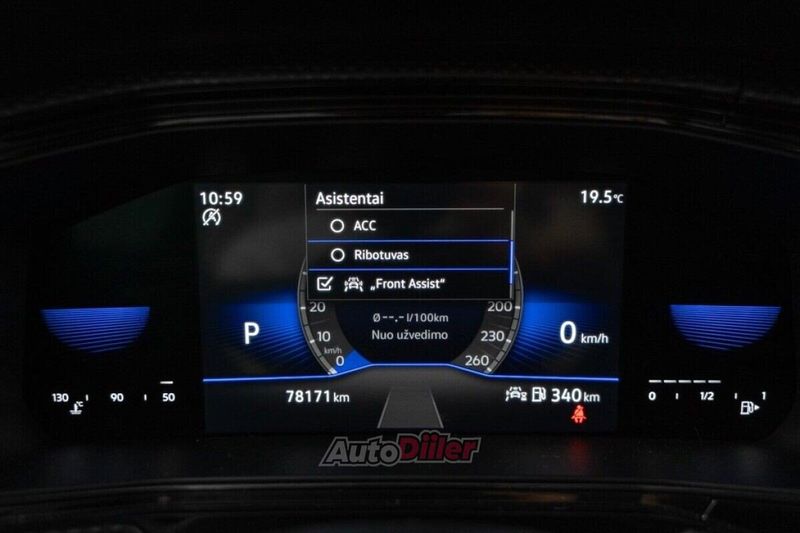 10:59
Asistentai
19.5°C
ACC
Ribotuvas
„Front Assist“
20
10
km/h
0
Ø --,- l/100km
Nuo užvedimo
200
230
260
P
0 km/h
130
90
50
°C
78171 km
340 km
0
1/2
1
AutoDiiler